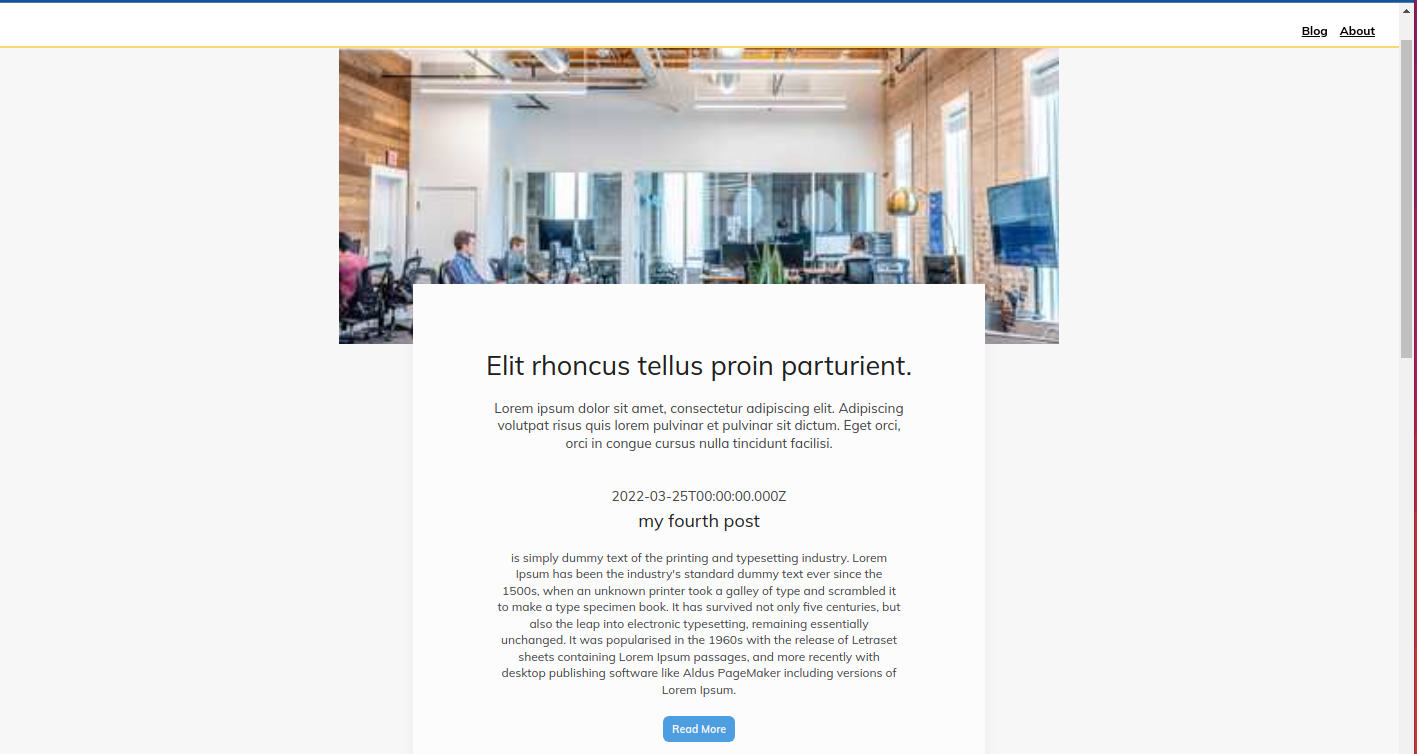 Blog About
Elit rhoncus tellus proin parturient.
Lorem ipsum dolor sit amet, consectetur adipiscing elit. Adipiscing
volutpat risus quis lorem pulvinar et pulvinar sit dictum. Eget orci,
orci in congue cursus nulla tincidunt facilisi.
2022-03-25T00:00:00.000Z
my fourth post
is simply dummy text of the printing and typesetting industry. Lorem
Ipsum has been the industry's standard dummy text ever since the
1500s, when an unknown printer took a galley of type and scrambled it
to make a type specimen book. It has survived not only five centuries, but
also the leap into electronic typesetting, remaining essentially
unchanged. It was popularised in the 1960s with the release of Letraset
sheets containing Lorem Ipsum passages, and more recently with
desktop publishing software like Aldus PageMaker including versions of
Lorem Ipsum.
Read More